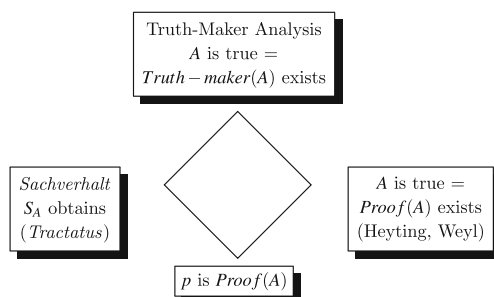 Truth-Maker Analysis
A is true =
Truth−maker(A) exists
Sachverhalt
S_A obtains
(Tractatus)
A is true =
Proof(A) exists
(Heyting, Weyl)
p is Proof(A)